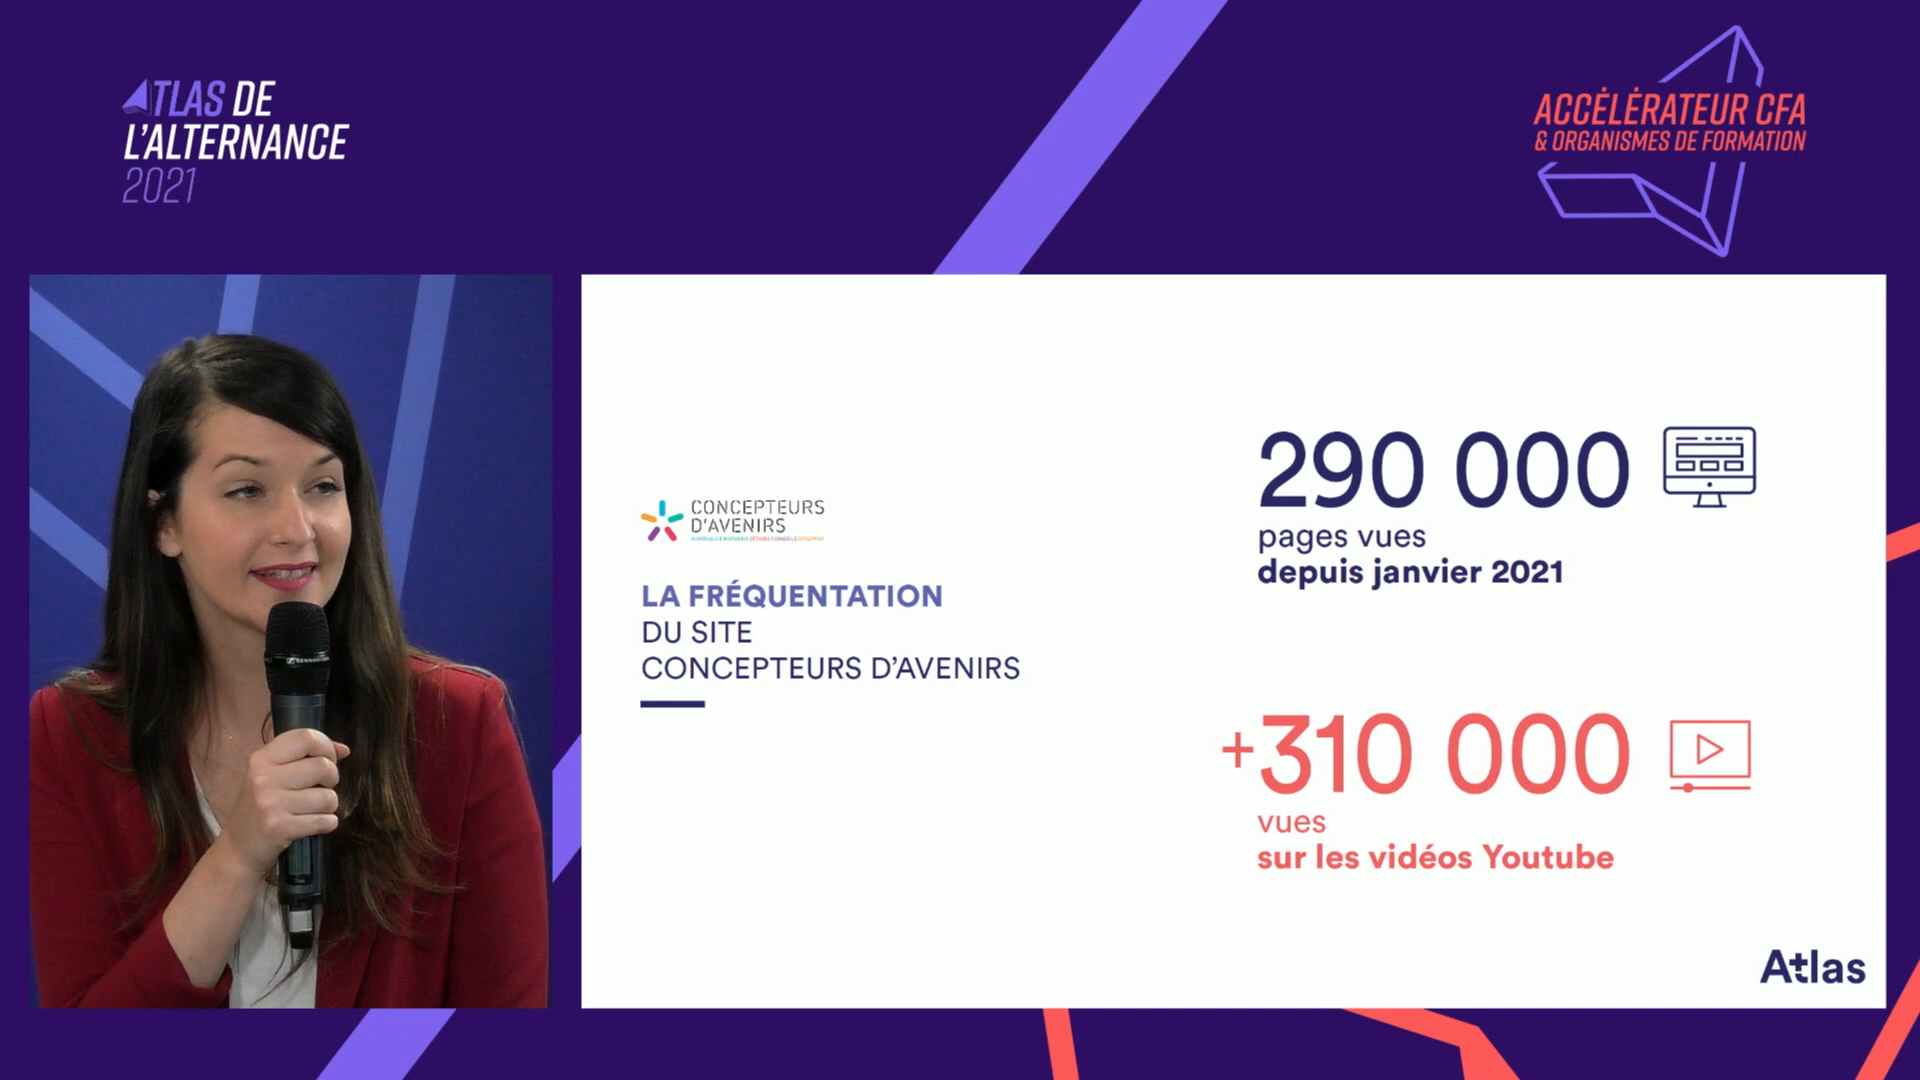 ATLAS DE
L'ALTERNANCE
2021
ACCÉLÉRATEUR CFA
& ORGANISMES DE FORMATION
CONCEPTEURS
D'AVENIRS
LA FRÉQUENTATION
DU SITE
CONCEPTEURS D'AVENIRS
290 000
pages vues
depuis janvier 2021
+310 000
vues
sur les vidéos Youtube
Atlas